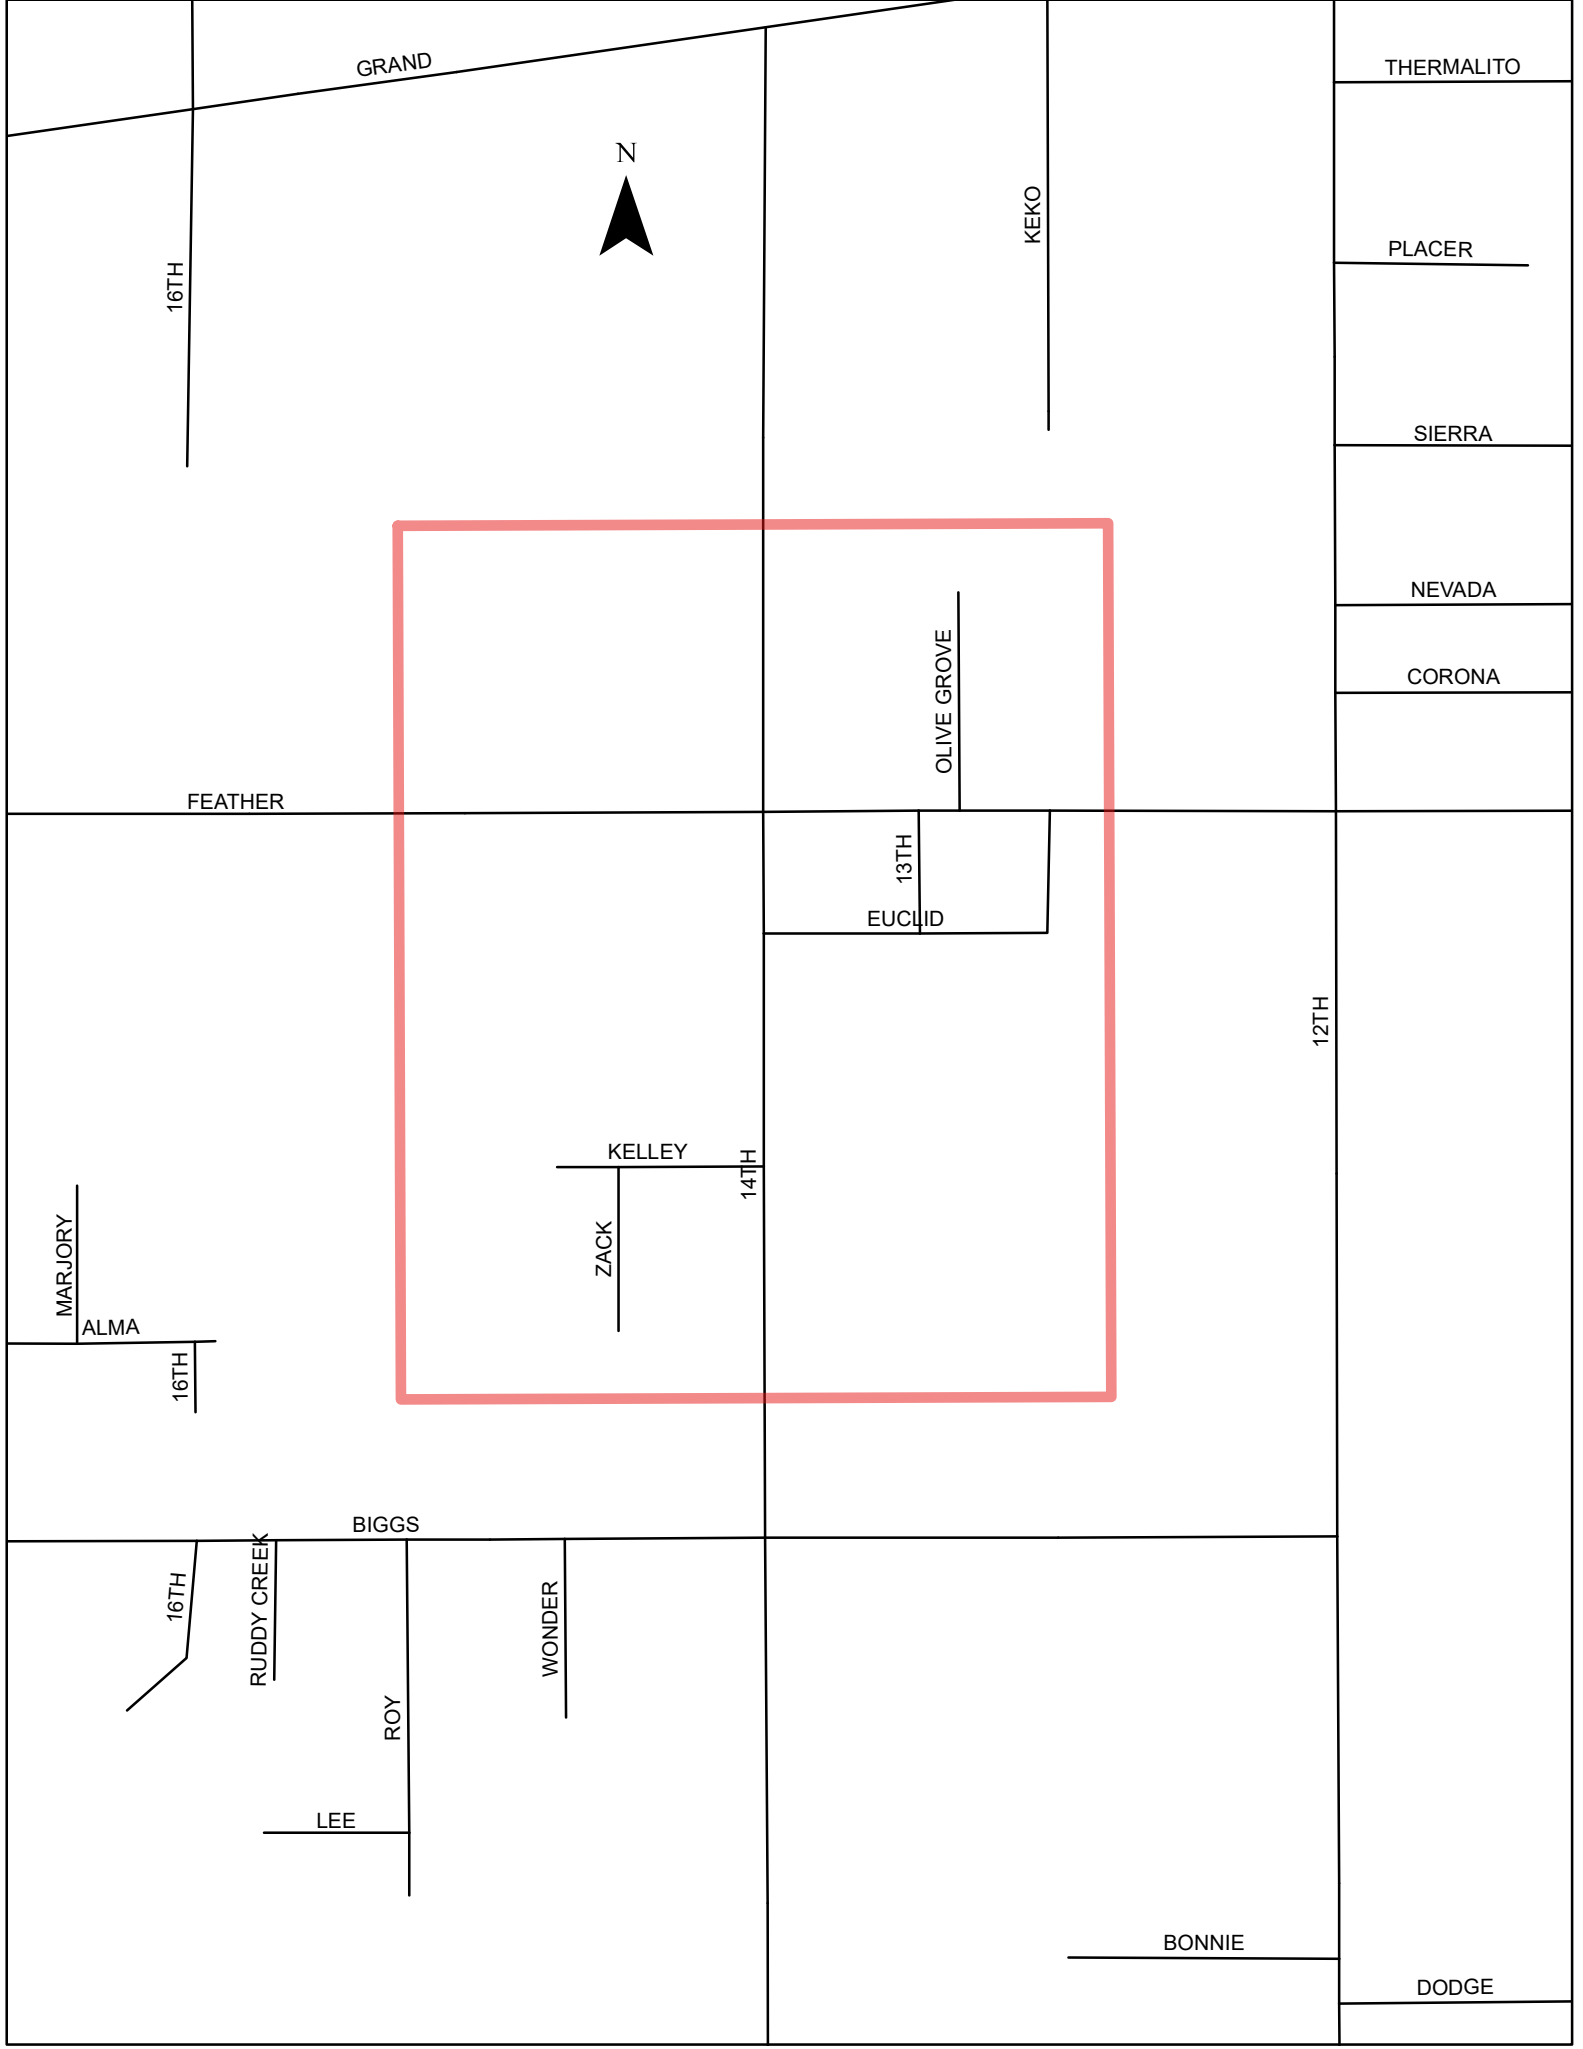 GRAND
THERMALITO
N
KEKO
PLACER
16TH
SIERRA
NEVADA
OLIVE GROVE
CORONA
FEATHER
13TH
EUCLID
12TH
KELLEY
14TH
ZACK
MARJORY
ALMA
16TH
BIGGS
16TH
RUDDY CREEK
WONDER
ROY
LEE
BONNIE
DODGE